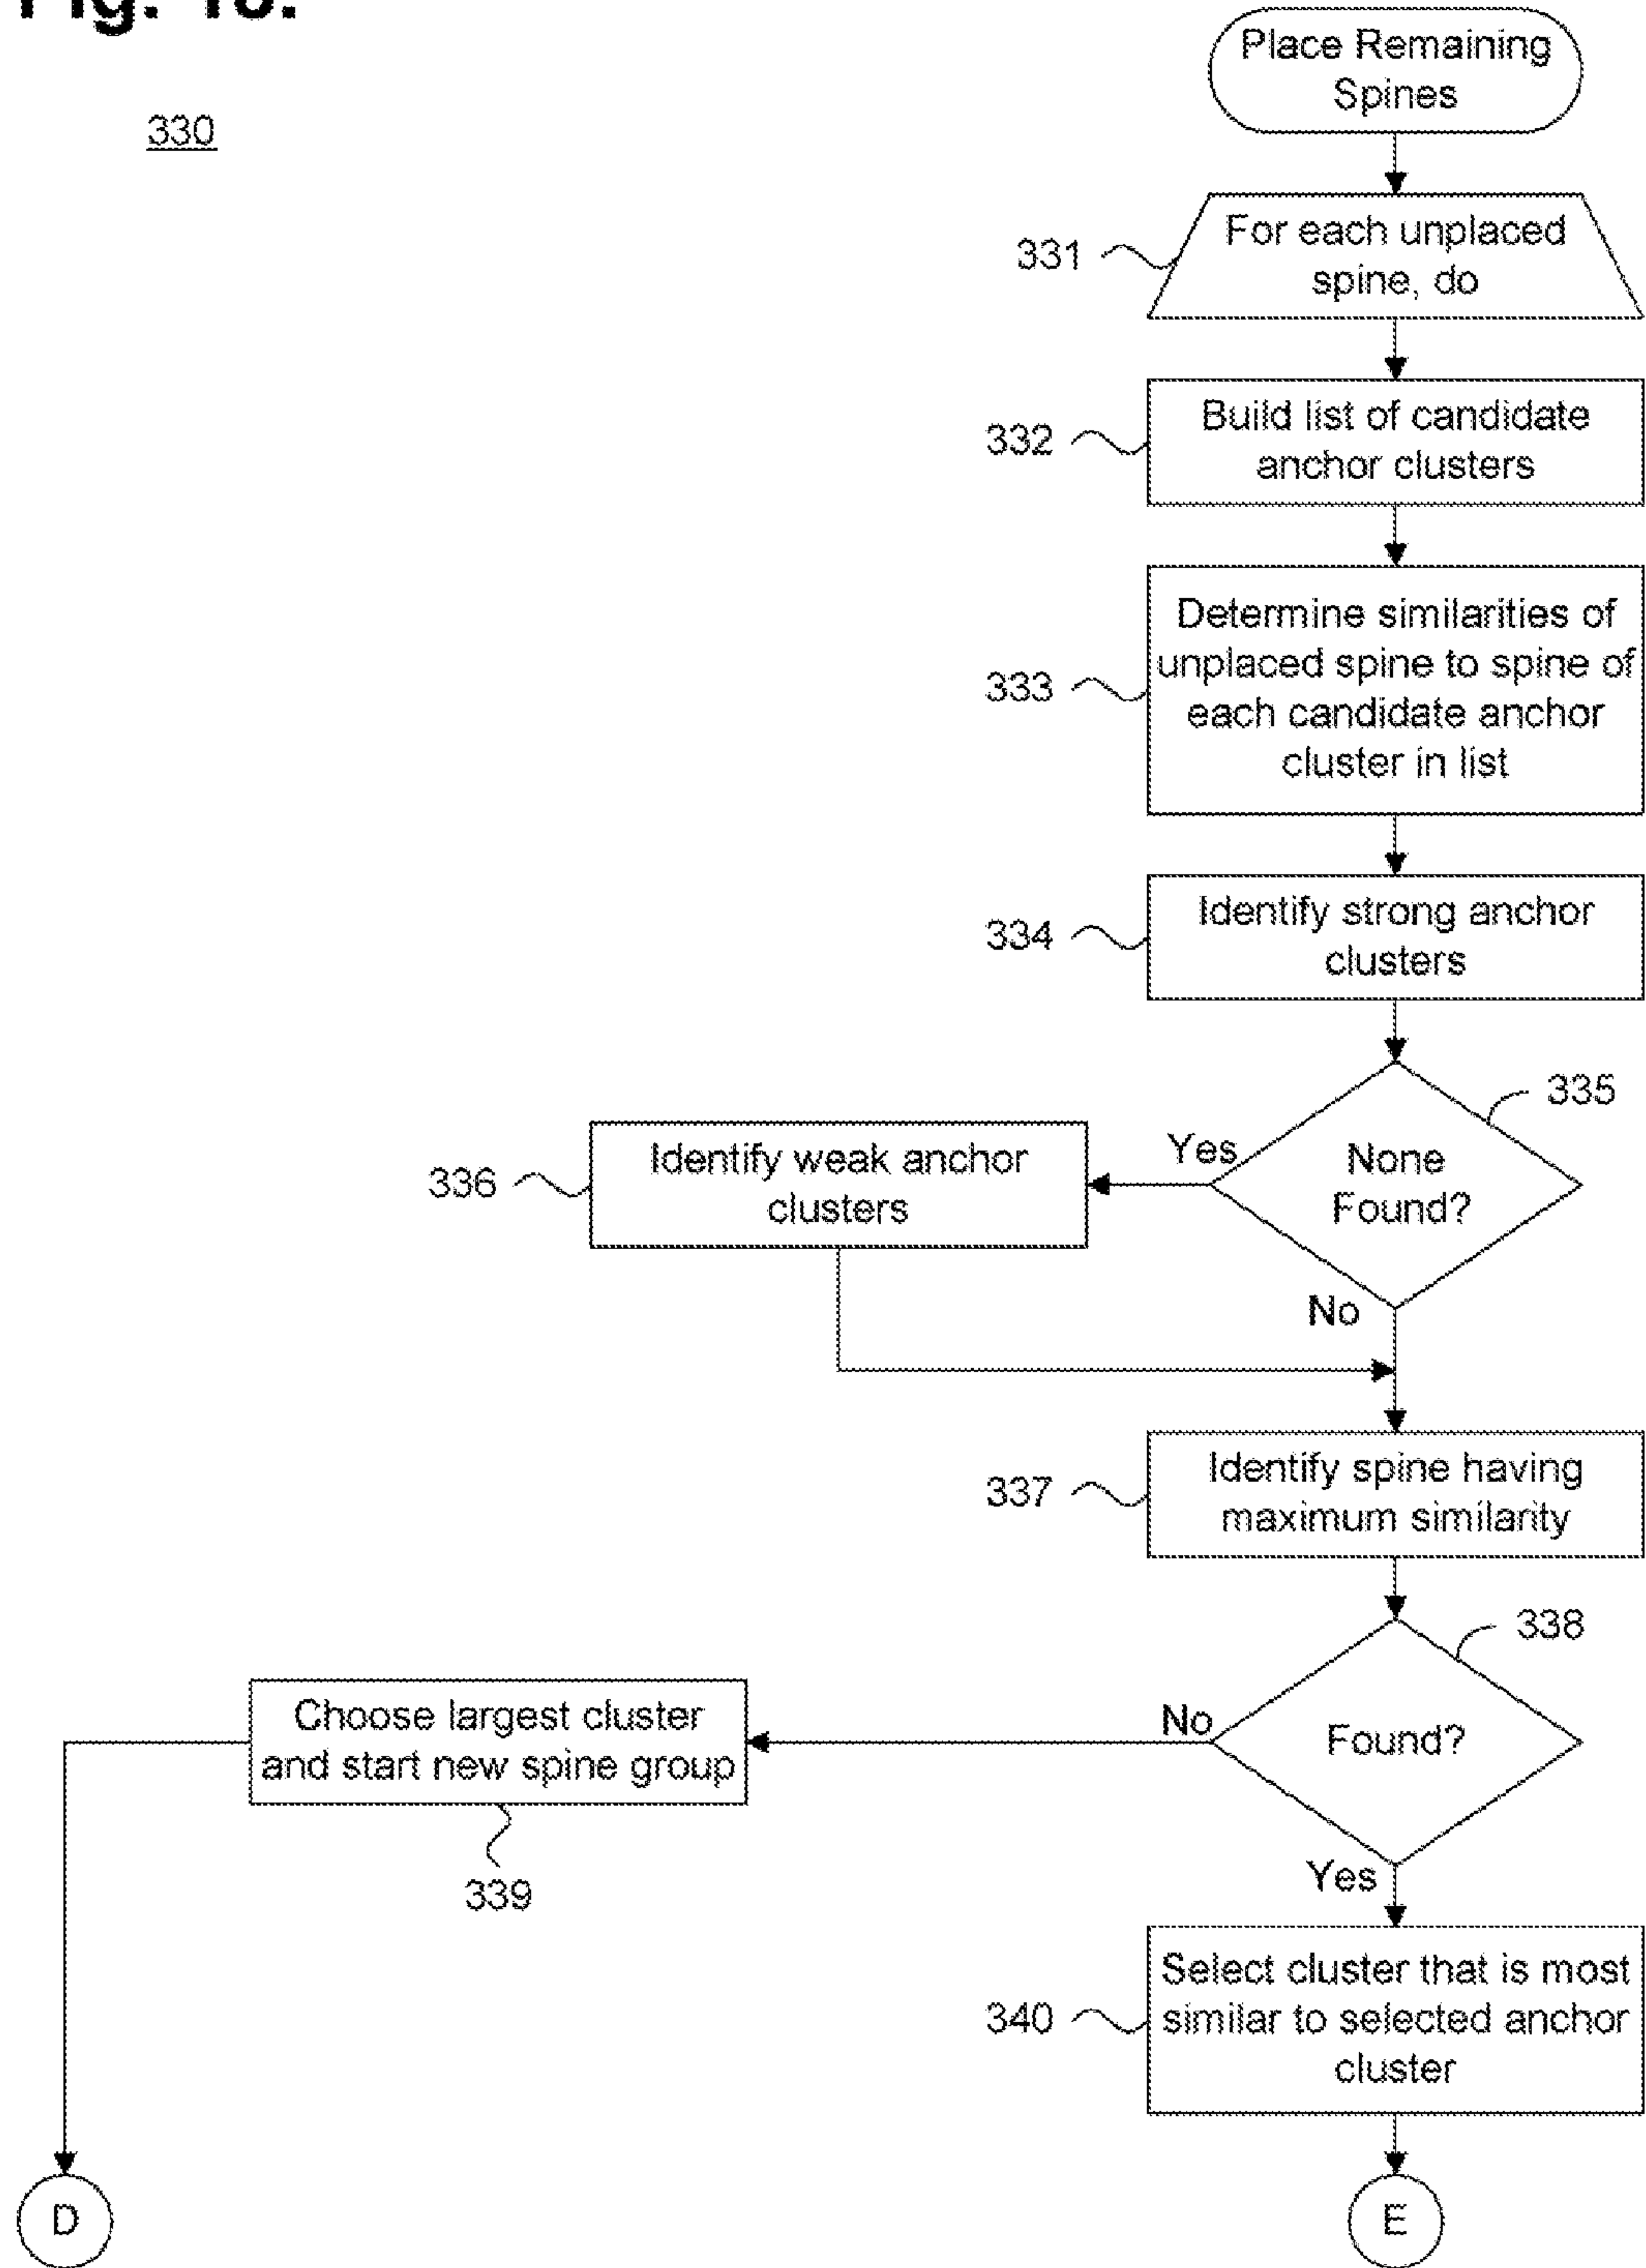 330
Place Remaining
Spines
331
For each unplaced
spine, do
332
Build list of candidate
anchor clusters
333
Determine similarities of
unplaced spine to spine of
each candidate anchor
cluster in list
334
Identify strong anchor
clusters
335
None
Found?
Yes
No
336
Identify weak anchor
clusters
337
Identify spine having
maximum similarity
338
Found?
No
Yes
Choose largest cluster
and start new spine group
339
340
Select cluster that is most
similar to selected anchor
cluster
D
E